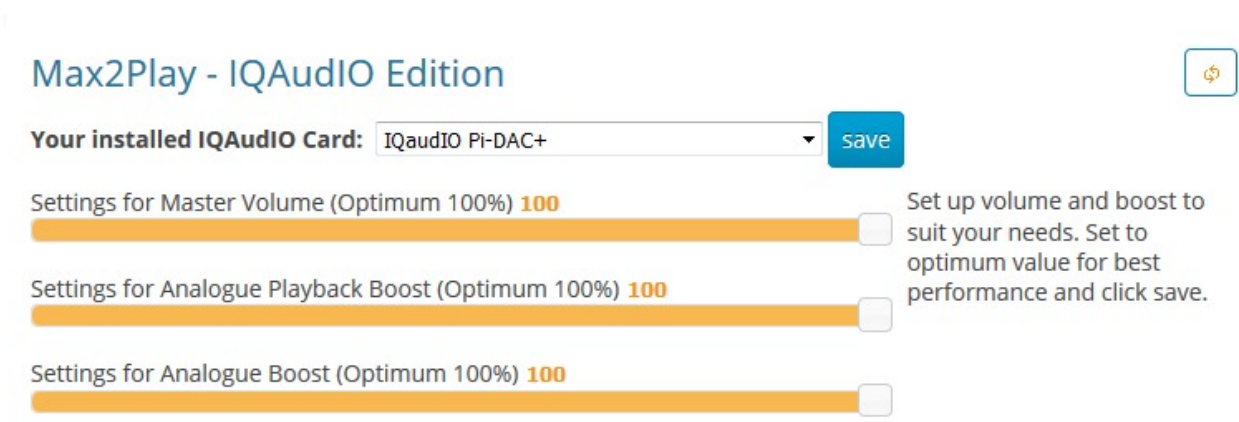 Max2Play - IQAudIO Edition
Your installed IQAudIO Card: IQaudIO Pi-DAC+ save
Settings for Master Volume (Optimum 100%) 100
Set up volume and boost to
suit your needs. Set to
optimum value for best
performance and click save.
Settings for Analogue Playback Boost (Optimum 100%) 100
Settings for Analogue Boost (Optimum 100%) 100